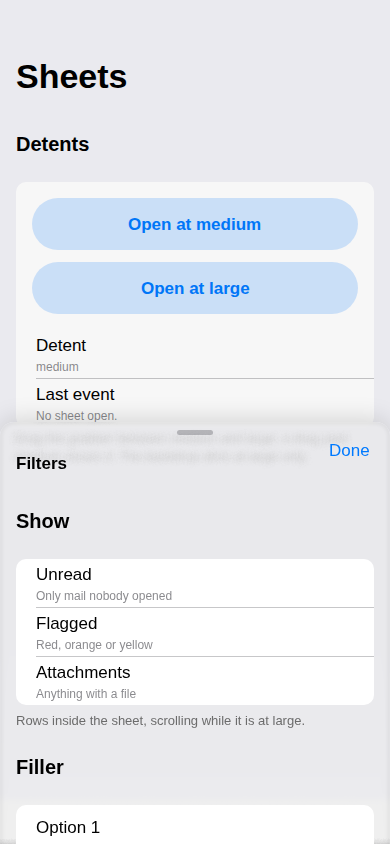 Sheets
Detents
Open at medium
Open at large
Detent
medium
Last event
No sheet open.
Done
Filters
Show
Unread
Only mail nobody opened
Flagged
Red, orange or yellow
Attachments
Anything with a file
Rows inside the sheet, scrolling while it is at large.
Filler
Option 1